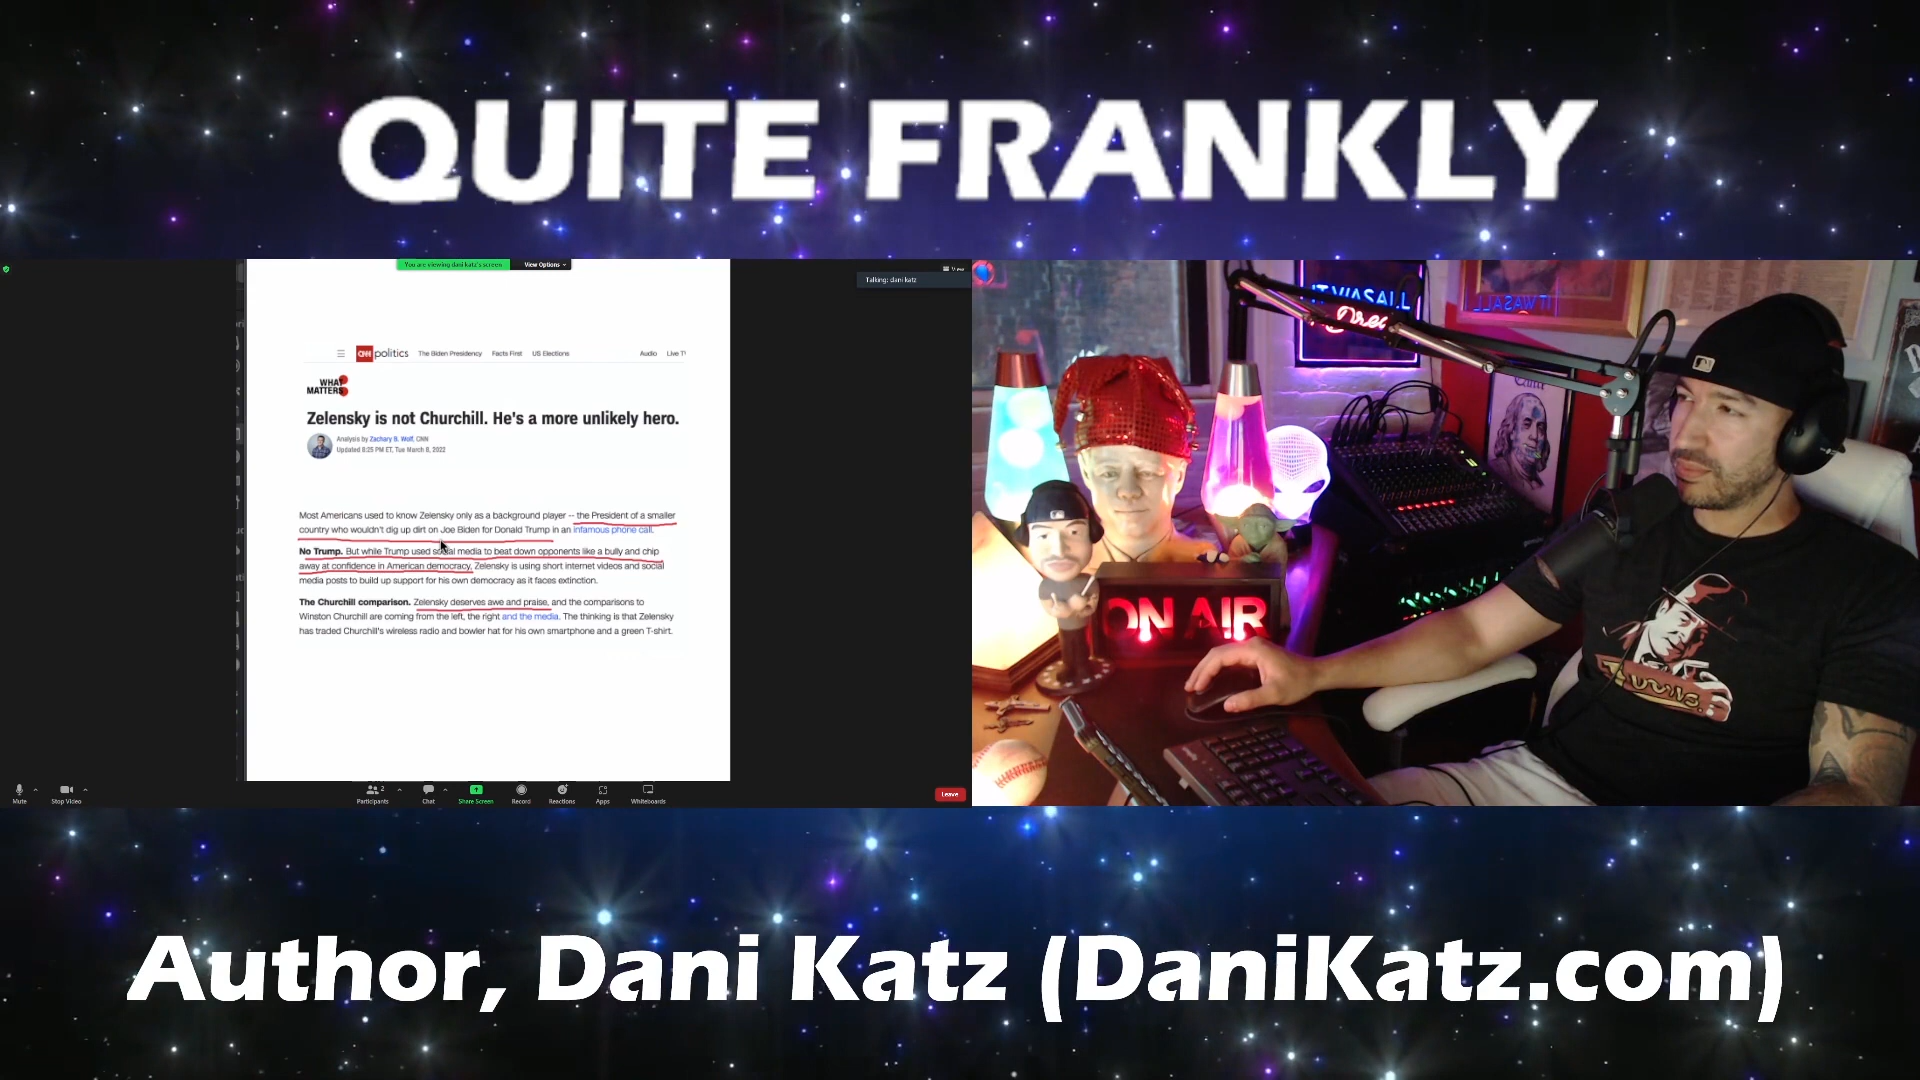 QUITE FRANKLY
You are viewing dani katz's screen
View Options
View
Talking: dani katz
CNN politics
The Biden Presidency
Facts First
US Elections
Audio
Live TV
WHAT
MATTERS
Zelensky is not Churchill. He's a more unlikely hero.
Analysis by Zachary B. Wolf, CNN
Updated 8:25 PM ET, Tue March 8, 2022
Most Americans used to know Zelensky only as a background player -- the President of a smaller
country who wouldn't dig up dirt on Joe Biden for Donald Trump in an infamous phone call.
No Trump. But while Trump used social media to beat down opponents like a bully and chip
away at confidence in American democracy, Zelensky is using short internet videos and social
media posts to build up support for his own democracy as it faces extinction.
The Churchill comparison. Zelensky deserves awe and praise, and the comparisons to
Winston Churchill are coming from the left, the right and the media. The thinking is that Zelensky
has traded Churchill's wireless radio and bowler hat for his own smartphone and a green T-shirt.
Mute
Stop Video
2
Participants
Chat
Share Screen
Record
Reactions
Apps
Whiteboards
Leave
IT WAS ALL
ON AIR
Author, Dani Katz (DaniKatz.com)